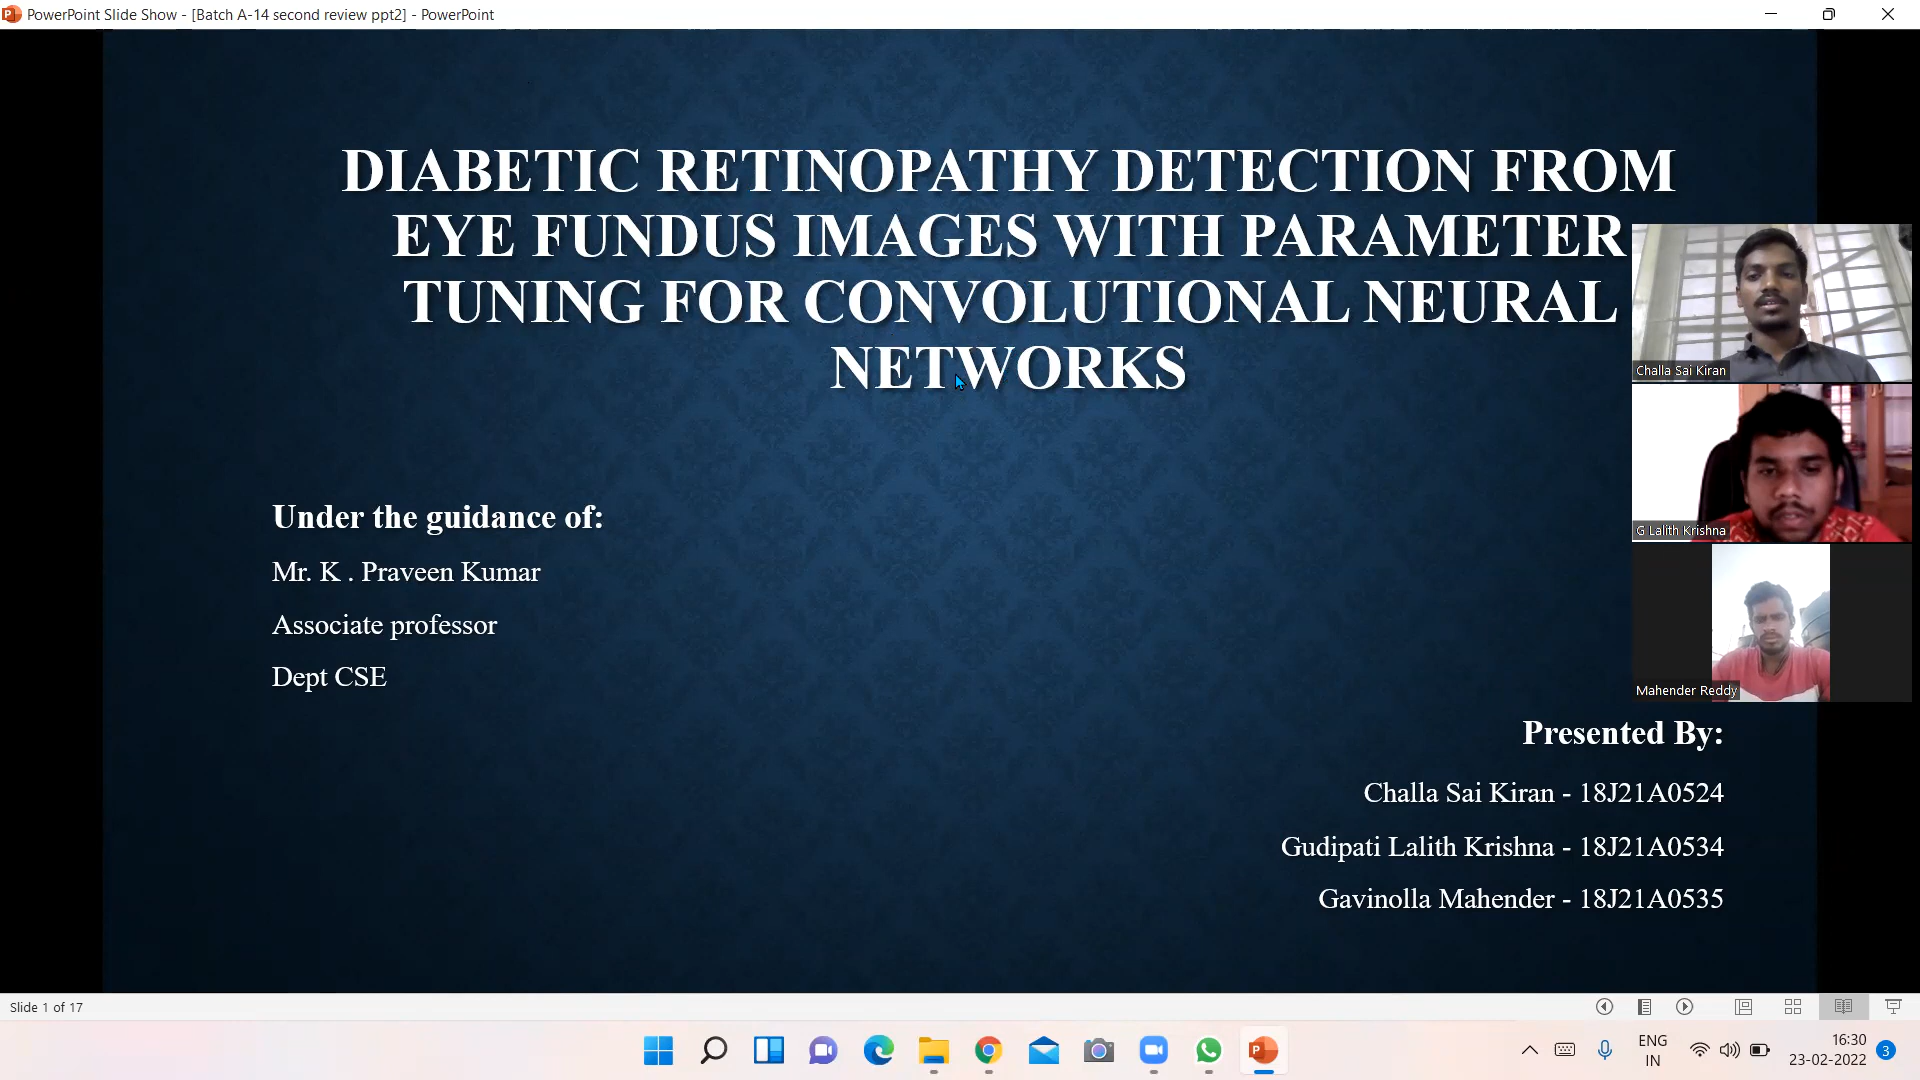 PowerPoint Slide Show - [Batch A-14 second review ppt2] - PowerPoint
DIABETIC RETINOPATHY DETECTION FROM
EYE FUNDUS IMAGES WITH PARAMETER
TUNING FOR CONVOLUTIONAL NEURAL
NETWORKS
Challa Sai Kiran
G Lalith Krishna
Mahender Reddy
Under the guidance of:
Mr. K . Praveen Kumar
Associate professor
Dept CSE
Presented By:
Challa Sai Kiran - 18J21A0524
Gudipati Lalith Krishna - 18J21A0534
Gavinolla Mahender - 18J21A0535
Slide 1 of 17
ENG
IN
16:30
23-02-2022
3